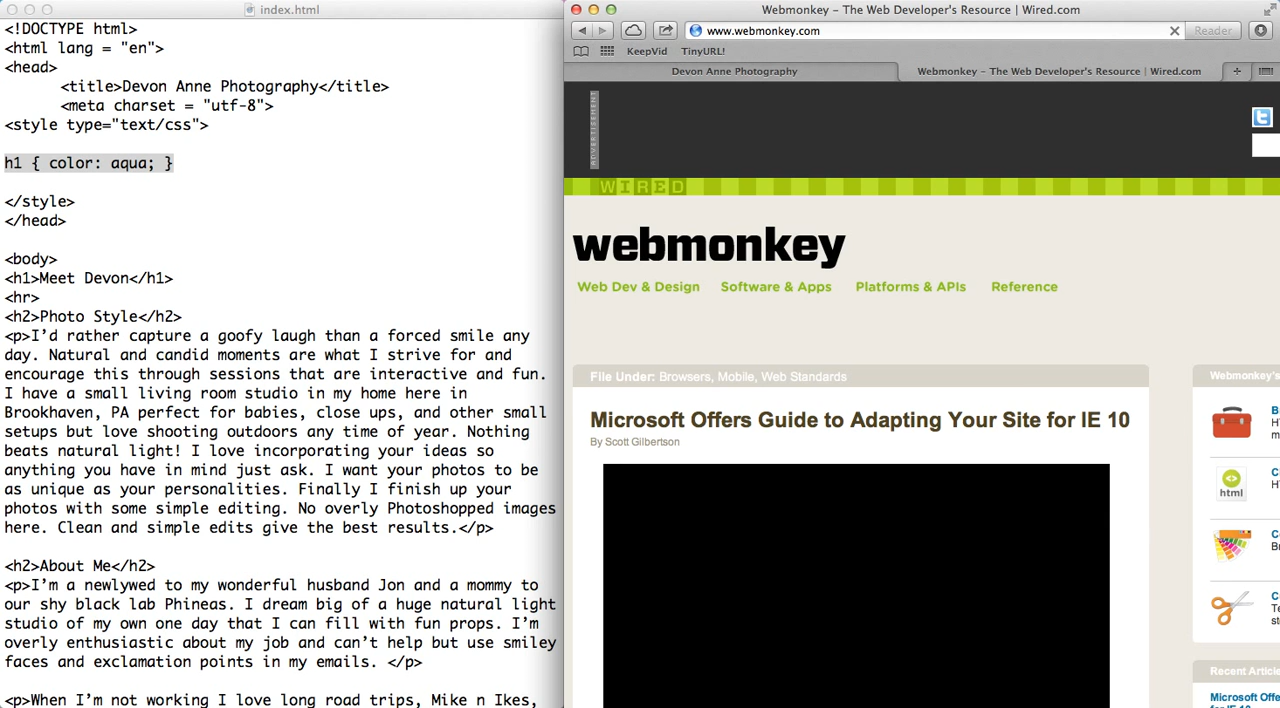 index.html
<!DOCTYPE html>
<html lang = "en">
<head>
<title>Devon Anne Photography</title>
<meta charset = "utf-8">
<style type="text/css">
h1 { color: aqua; }
</style>
</head>
<body>
<h1>Meet Devon</h1>
<hr>
<h2>Photo Style</h2>
<p>I’d rather capture a goofy laugh than a forced smile any
day. Natural and candid moments are what I strive for and
encourage this through sessions that are interactive and fun.
I have a small living room studio in my home here in
Brookhaven, PA perfect for babies, close ups, and other small
setups but love shooting outdoors any time of year. Nothing
beats natural light! I love incorporating your ideas so
anything you have in mind just ask. I want your photos to be
as unique as your personalities. Finally I finish up your
photos with some simple editing. No overly Photoshopped images
here. Clean and simple edits give the best results.</p>
<h2>About Me</h2>
<p>I’m a newlywed to my wonderful husband Jon and a mommy to
our shy black lab Phineas. I dream big of a huge natural light
studio of my own one day that I can fill with fun props. I’m
overly enthusiastic about my job and can’t help but use smiley
faces and exclamation points in my emails. </p>
<p>When I’m not working I love long road trips, Mike n Ikes,
Webmonkey – The Web Developer's Resource | Wired.com
www.webmonkey.com
Reader
KeepVid TinyURL!
Devon Anne Photography
Webmonkey – The Web Developer's Resource | Wired.com
ADVERTISEMENT
WIRED
webmonkey
Web Dev & Design Software & Apps Platforms & APIs Reference
File Under: Browsers, Mobile, Web Standards
Microsoft Offers Guide to Adapting Your Site for IE 10
By Scott Gilbertson
Webmonkey's
B
HT
m
html
C
HT
C
Br
C
Te
st
Recent Article
Microsoft Offe
for IE 10